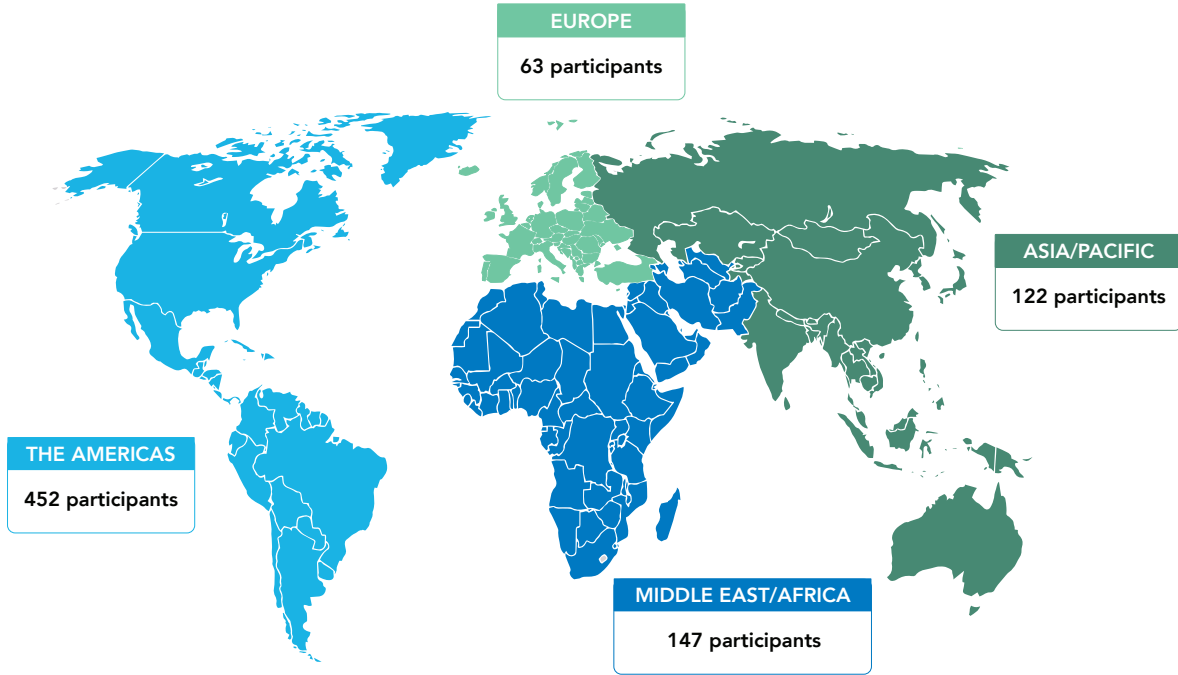 EUROPE
63 participants
ASIA/PACIFIC
122 participants
THE AMERICAS
452 participants
MIDDLE EAST/AFRICA
147 participants